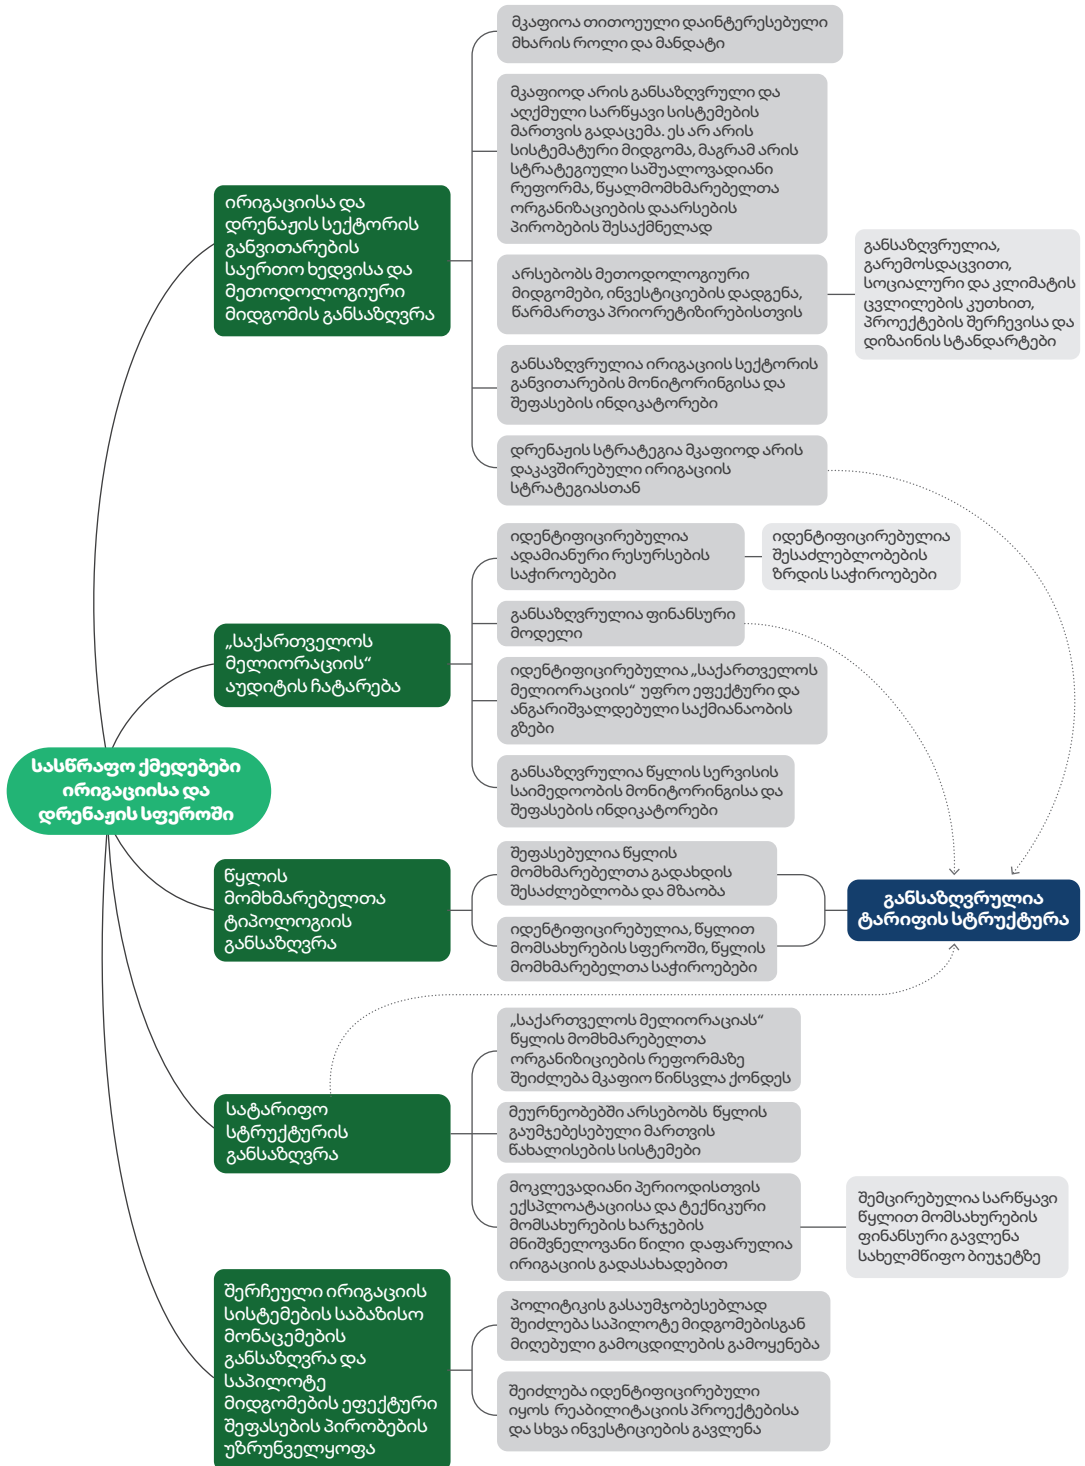 სასწრაფო ქმედებები
ირიგაციისა და
დრენაჟის სფეროში
ირიგაციისა და
დრენაჟის სექტორის
განვითარების
საერთო ხედვისა და
მეთოდოლოგიური
მიდგომის განსაზღვრა
მკაფიოა თითოეული დაინტერესებული
მხარის როლი და მანდატი
მკაფიოდ არის განსაზღვრული და
აღქმული სარწყავი სისტემების
მართვის გადაცემა. ეს არ არის
სისტემატური მიდგომა, მაგრამ არის
სტრატეგიული საშუალოვადიანი
რეფორმა, წყალმომხმარებელთა
ორგანიზაციების დაარსების
პირობების შესაქმნელად
არსებობს მეთოდოლოგიური
მიდგომები, ინვესტიციების დადგენა,
წარმართვა პრიორეტიზირებისთვის
განსაზღვრულია,
გარემოსდაცვითი,
სოციალური და კლიმატის
ცვლილების კუთხით,
პროექტების შერჩევისა და
დიზაინის სტანდარტები
განსაზღვრულია ირიგაციის სექტორის
განვითარების მონიტორინგისა და
შეფასების ინდიკატორები
დრენაჟის სტრატეგია მკაფიოდ არის
დაკავშირებული ირიგაციის
სტრატეგიასთან
„საქართველოს
მელიორაციის“
აუდიტის ჩატარება
იდენტიფიცირებულია
ადამიანური რესურსების
საჭიროებები
იდენტიფიცირებულია
შესაძლებლობების
ზრდის საჭიროებები
განსაზღვრულია ფინანსური
მოდელი
იდენტიფიცირებულია „საქართველოს
მელიორაციის“ უფრო ეფექტური და
ანგარიშვალდებული საქმიანაობის
გზები
განსაზღვრულია წყლის სერვისის
საიმედოობის მონიტორინგისა და
შეფასების ინდიკატორები
წყლის
მომხმარებელთა
ტიპოლოგიის
განსაზღვრა
შეფასებულია წყლის
მომხმარებელთა გადახდის
შესაძლებლობა და მზაობა
იდენტიფიცირებულია, წყლით
მომსახურების სფეროში, წყლის
მომხმარებელთა საჭიროებები
განსაზღვრულია
ტარიფის სტრუქტურა
სატარიფო
სტრუქტურის
განსაზღვრა
„საქართველოს მელიორაციას“
წყლის მომხმარებელთა
ორგანიზიციების რეფორმაზე
შეიძლება მკაფიო წინსვლა ქონდეს
მეურნეობებში არსებობს წყლის
გაუმჯებესებული მართვის
წახალისების სისტემები
მოკლევადიანი პერიოდისთვის
ექსპლოატაციისა და ტექნიკური
მომსახურების ხარჯების
მნიშვნელოვანი წილი დაფარულია
ირიგაციის გადასახადებით
შემცირებულია სარწყავი
წყლით მომსახურების
ფინანსური გავლენა
სახელმწიფო ბიუჯეტზე
შერჩეული ირიგაციის
სისტემების საბაზისო
მონაცემების
განსაზღვრა და
საპილოტე
მიდგომების ეფექტური
შეფასების პირობების
უზრუნველყოფა
პოლიტიკის გასაუმჯობესებლად
შეიძლება საპილოტე მიდგომებისგან
მიღებული გამოცდილების გამოყენება
შეიძლება იდენტიფიცირებული
იყოს რეაბილიტაციის პროექტებისა
და სხვა ინვესტიციების გავლენა